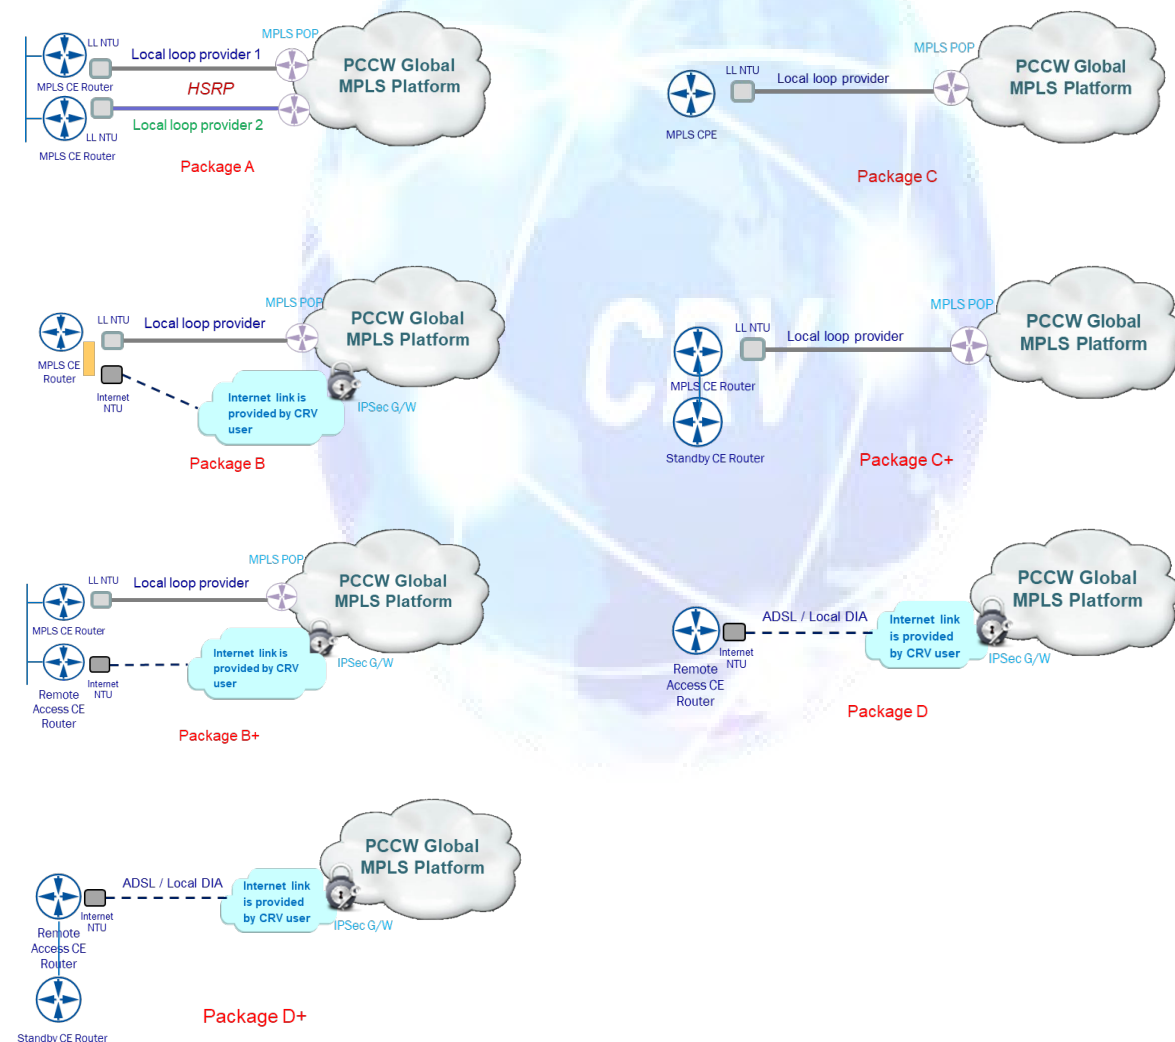 LL NTU
Local loop provider 1
MPLS POP
PCCW Global
MPLS Platform
MPLS CE Router
HSRP
Local loop provider 2
LL NTU
MPLS CE Router
Package A
MPLS POP
PCCW Global
MPLS Platform
LL NTU
Local loop provider
MPLS CPE
Package C
MPLS POP
PCCW Global
MPLS Platform
LL NTU
Local loop provider
MPLS CE
Router
Internet
NTU
Internet link is
provided by CRV
user
IPSec G/W
Package B
CRV
MPLS POP
PCCW Global
MPLS Platform
LL NTU
Local loop provider
MPLS CE Router
Standby CE Router
Package C+
MPLS POP
PCCW Global
MPLS Platform
LL NTU
Local loop provider
MPLS CE Router
Internet link is
provided by CRV
user
IPSec G/W
Internet
NTU
Remote
Access CE
Router
Package B+
PCCW Global
MPLS Platform
ADSL / Local DIA
Internet link
is provided
by CRV user
IPSec G/W
Internet
NTU
Remote
Access CE
Router
Package D
PCCW Global
MPLS Platform
ADSL / Local DIA
Internet link
is provided
by CRV user
IPSec G/W
Internet
NTU
Remote
Access CE
Router
Standby CE Router
Package D+